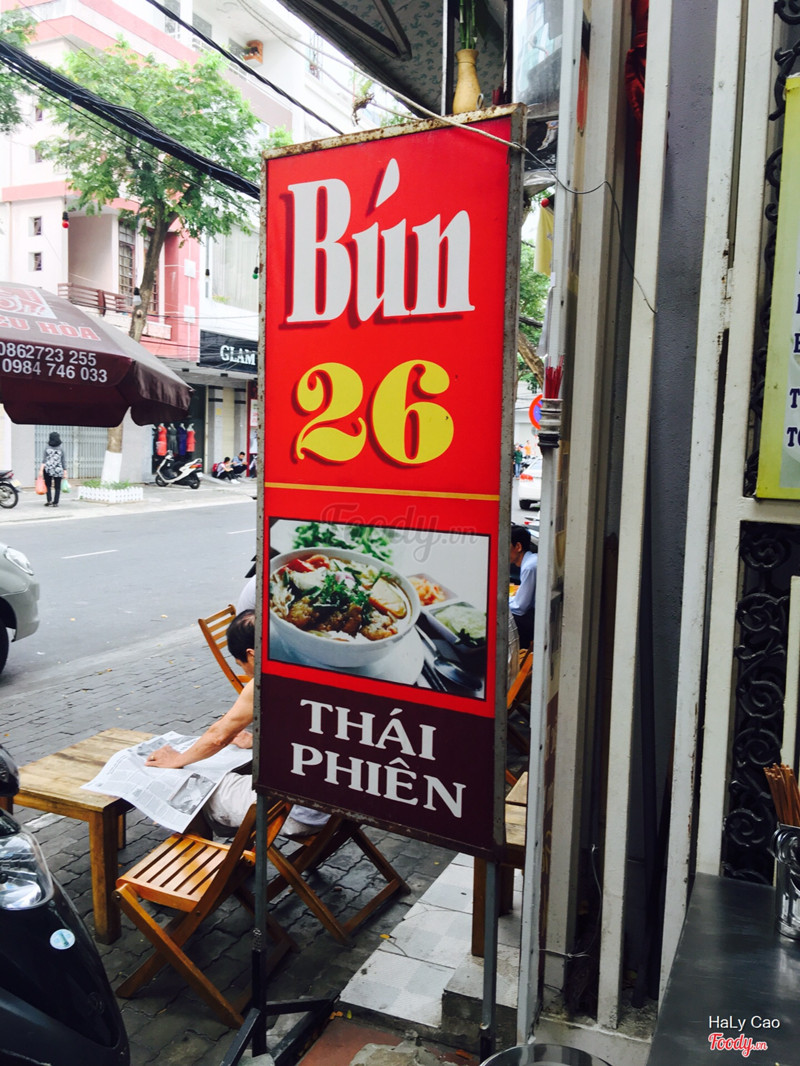 Bún
26
THÁI
PHIÊN
Foody.vn
0862723 255
0984 746 033
GLAM
HaLy Cao
Foody.vn